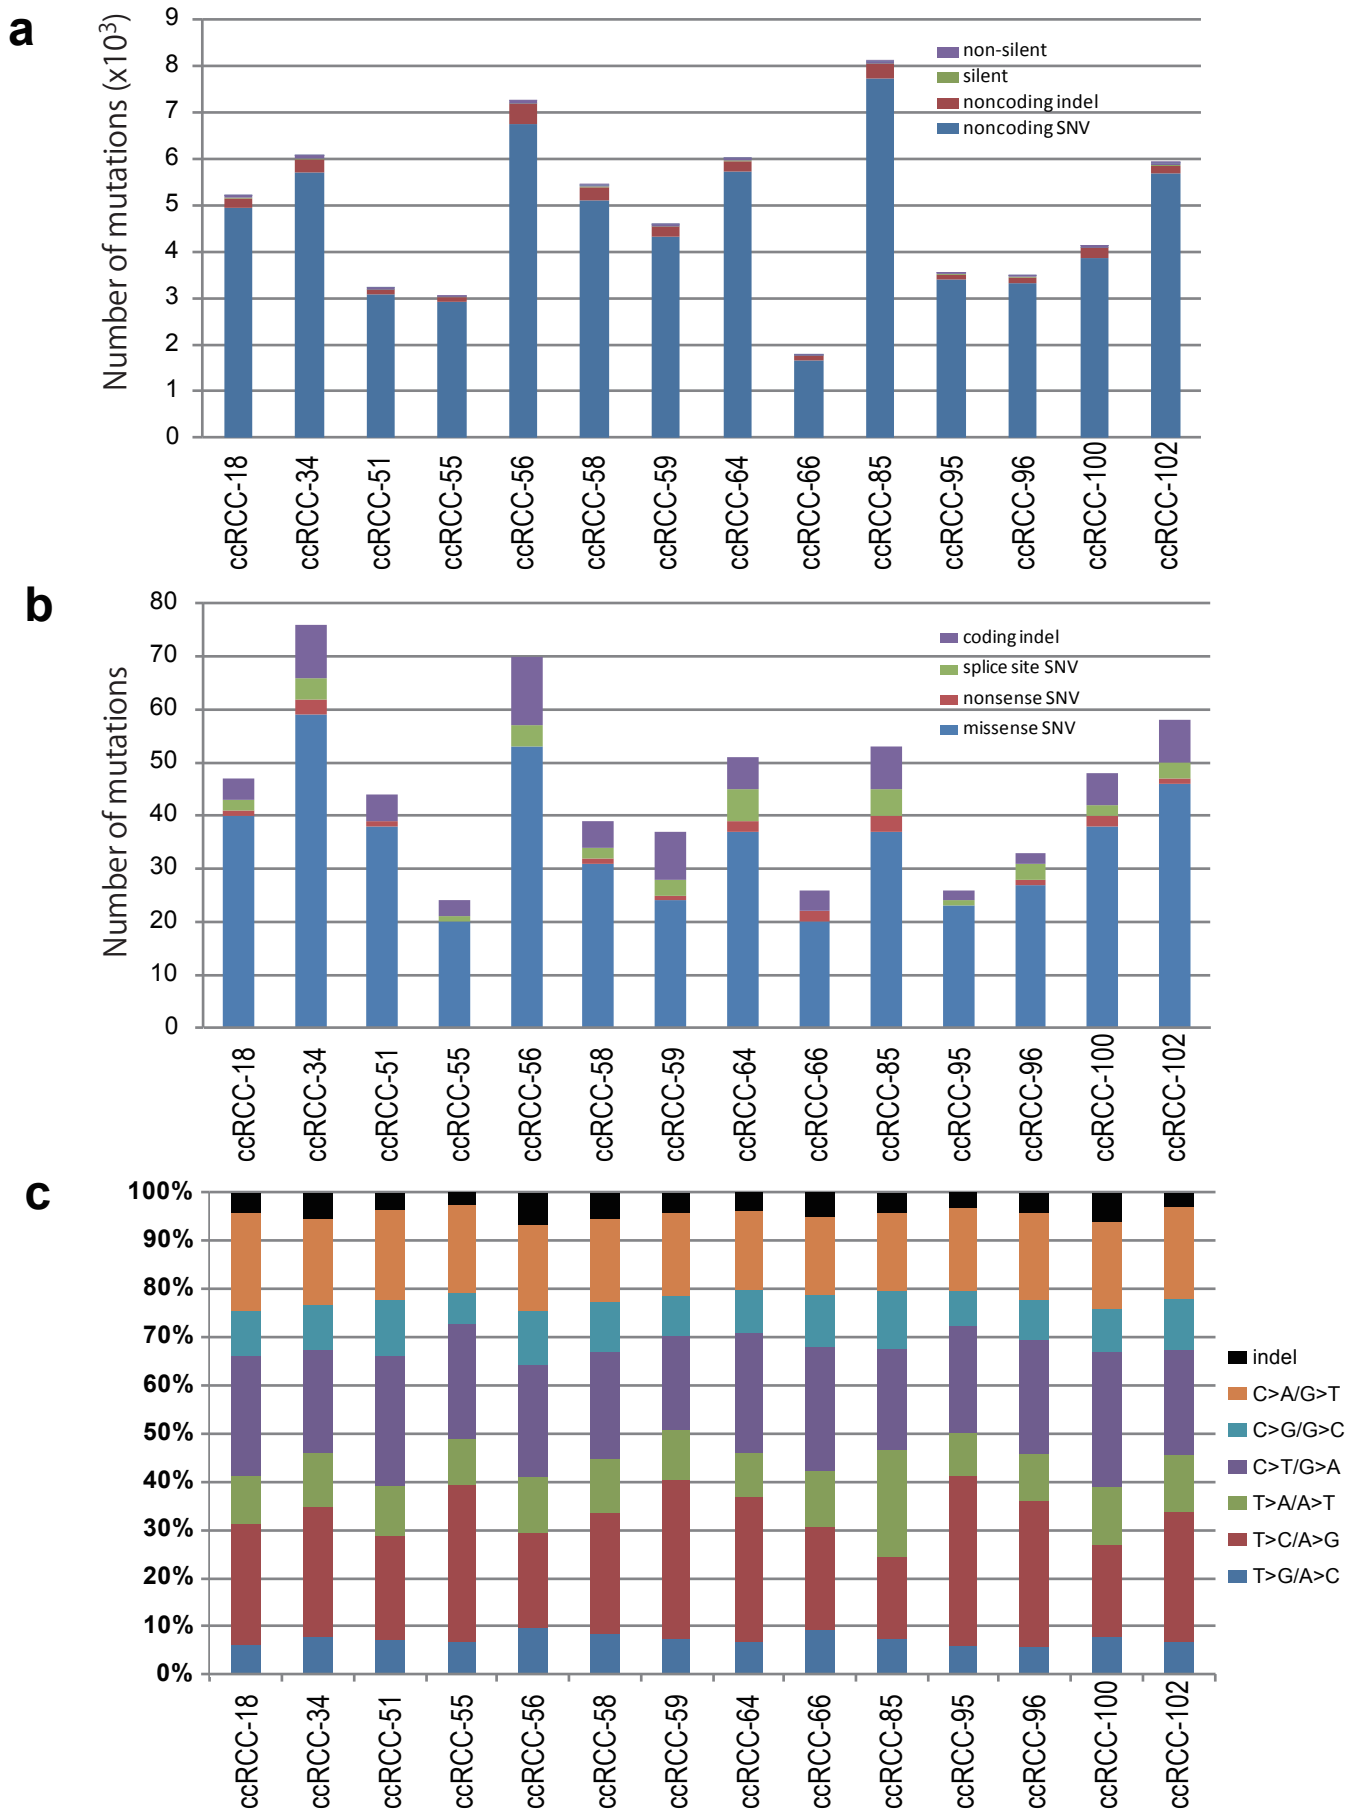 a
Number of mutations (x10³)
9
8
7
6
5
4
3
2
1
0
non-silent
silent
noncoding indel
noncoding SNV
ccRCC-18
ccRCC-34
ccRCC-51
ccRCC-55
ccRCC-56
ccRCC-58
ccRCC-59
ccRCC-64
ccRCC-66
ccRCC-85
ccRCC-95
ccRCC-96
ccRCC-100
ccRCC-102
b
Number of mutations
80
70
60
50
40
30
20
10
0
coding indel
splice site SNV
nonsense SNV
missense SNV
ccRCC-18
ccRCC-34
ccRCC-51
ccRCC-55
ccRCC-56
ccRCC-58
ccRCC-59
ccRCC-64
ccRCC-66
ccRCC-85
ccRCC-95
ccRCC-96
ccRCC-100
ccRCC-102
c
100%
90%
80%
70%
60%
50%
40%
30%
20%
10%
0%
indel
C>A/G>T
C>G/G>C
C>T/G>A
T>A/A>T
T>C/A>G
T>G/A>C
ccRCC-18
ccRCC-34
ccRCC-51
ccRCC-55
ccRCC-56
ccRCC-58
ccRCC-59
ccRCC-64
ccRCC-66
ccRCC-85
ccRCC-95
ccRCC-96
ccRCC-100
ccRCC-102